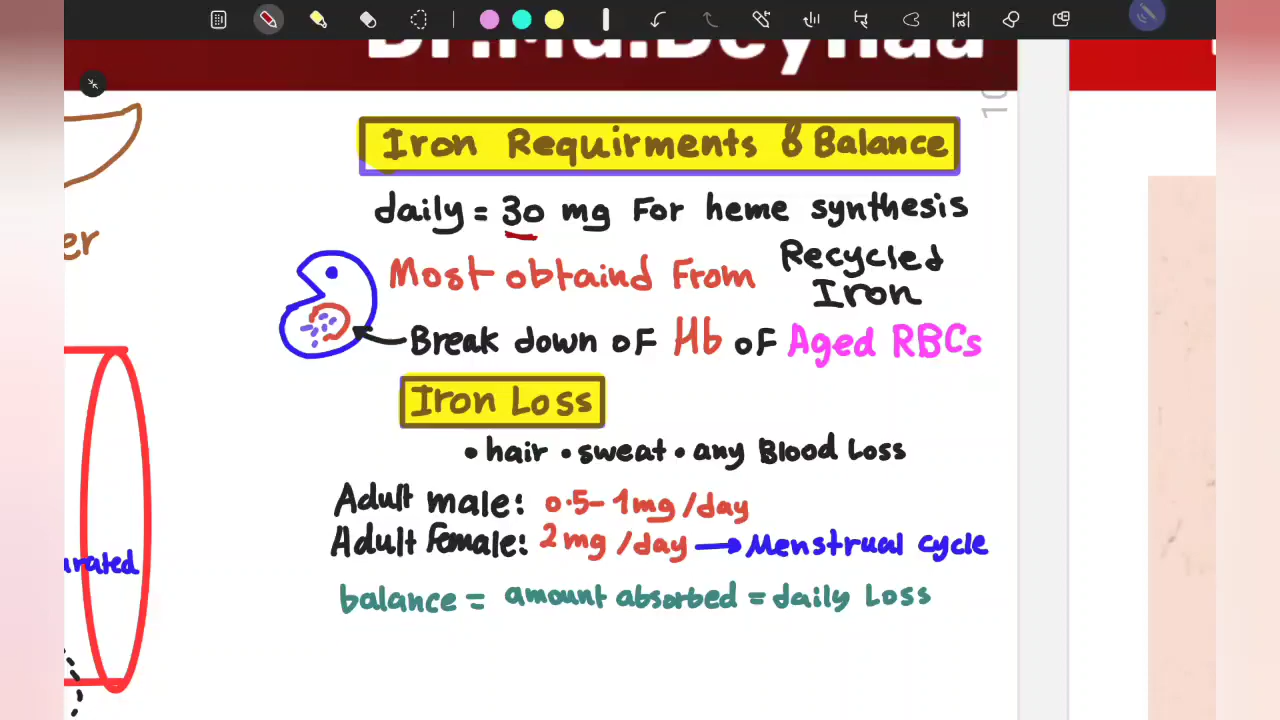 Iron Requirments & Balance
daily = 30 mg For heme synthesis
Most obtaind From Recycled Iron
Break down of Hb of Aged RBCs
Iron Loss
• hair • sweat • any Blood Loss
Adult male: 0.5-1mg/day
Adult Female: 2mg/day → Menstrual cycle
balance = amount absorbed = daily Loss